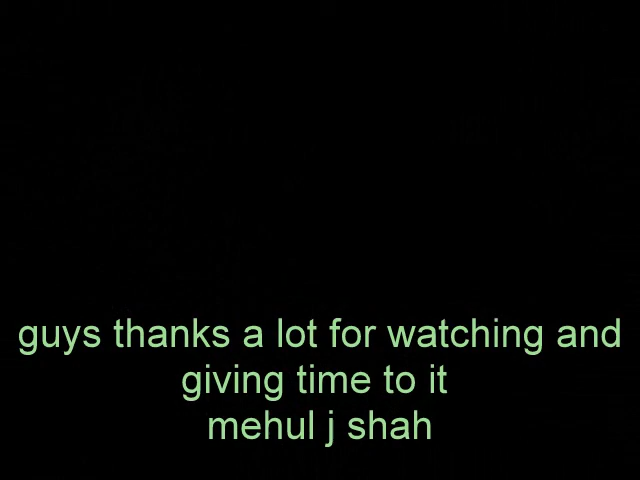 guys thanks a lot for watching and
giving time to it
mehul j shah